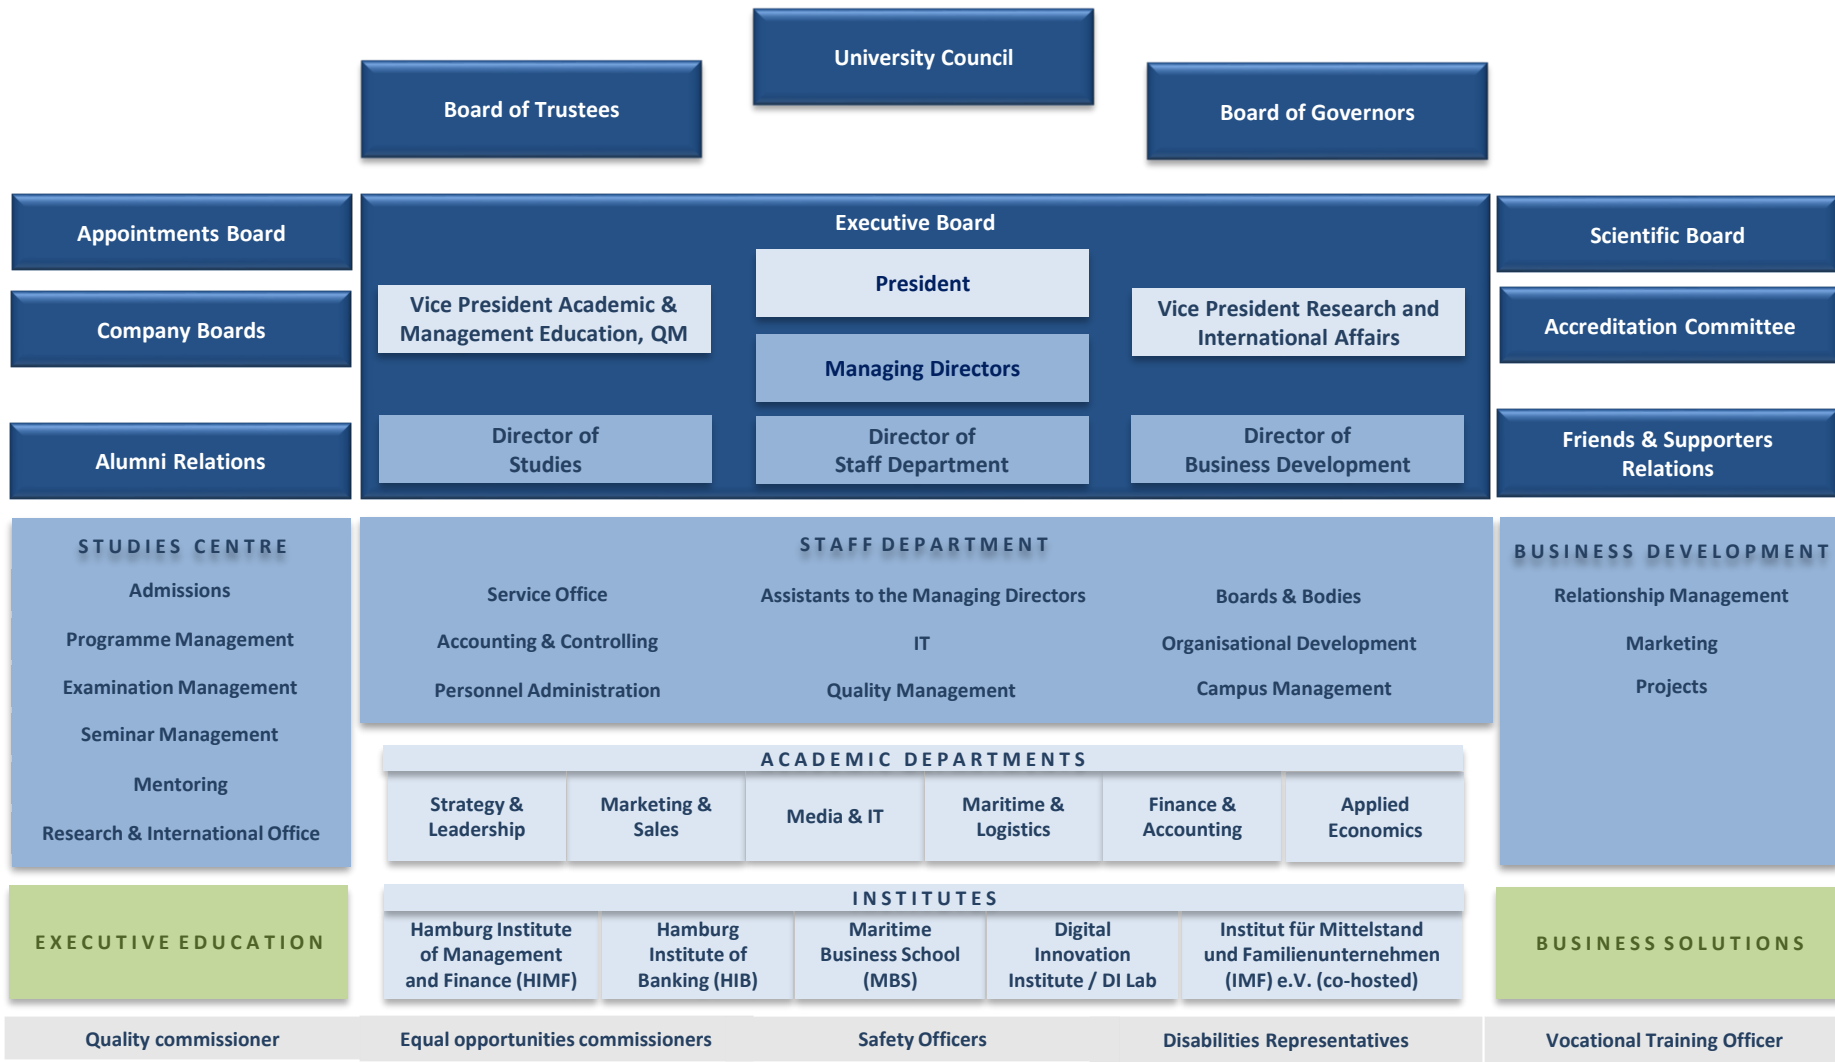 University Council
Board of Trustees
Board of Governors
Appointments Board
Company Boards
Alumni Relations
Executive Board
President
Vice President Academic &
Management Education, QM
Vice President Research and
International Affairs
Managing Directors
Director of
Studies
Director of
Staff Department
Director of
Business Development
Scientific Board
Accreditation Committee
Friends & Supporters
Relations
STUDIES CENTRE
Admissions
Programme Management
Examination Management
Seminar Management
Mentoring
Research & International Office
STAFF DEPARTMENT
Service Office
Accounting & Controlling
Personnel Administration
Assistants to the Managing Directors
IT
Quality Management
Boards & Bodies
Organisational Development
Campus Management
BUSINESS DEVELOPMENT
Relationship Management
Marketing
Projects
ACADEMIC DEPARTMENTS
Strategy &
Leadership
Marketing &
Sales
Media & IT
Maritime &
Logistics
Finance &
Accounting
Applied
Economics
EXECUTIVE EDUCATION
INSTITUTES
Hamburg Institute
of Management
and Finance (HIMF)
Hamburg
Institute of
Banking (HIB)
Maritime
Business School
(MBS)
Digital
Innovation
Institute / DI Lab
Institut für Mittelstand
und Familienunternehmen
(IMF) e.V. (co-hosted)
BUSINESS SOLUTIONS
Quality commissioner
Equal opportunities commissioners
Safety Officers
Disabilities Representatives
Vocational Training Officer